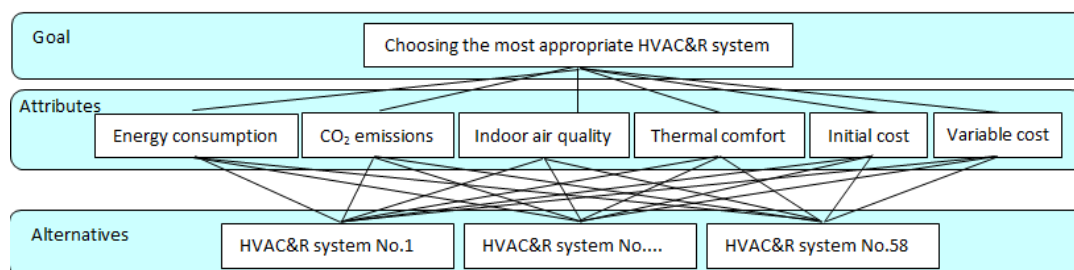 Goal
Choosing the most appropriate HVAC&R system
Attributes
Energy consumption
CO₂ emissions
Indoor air quality
Thermal comfort
Initial cost
Variable cost
Alternatives
HVAC&R system No.1
HVAC&R system No....
HVAC&R system No.58